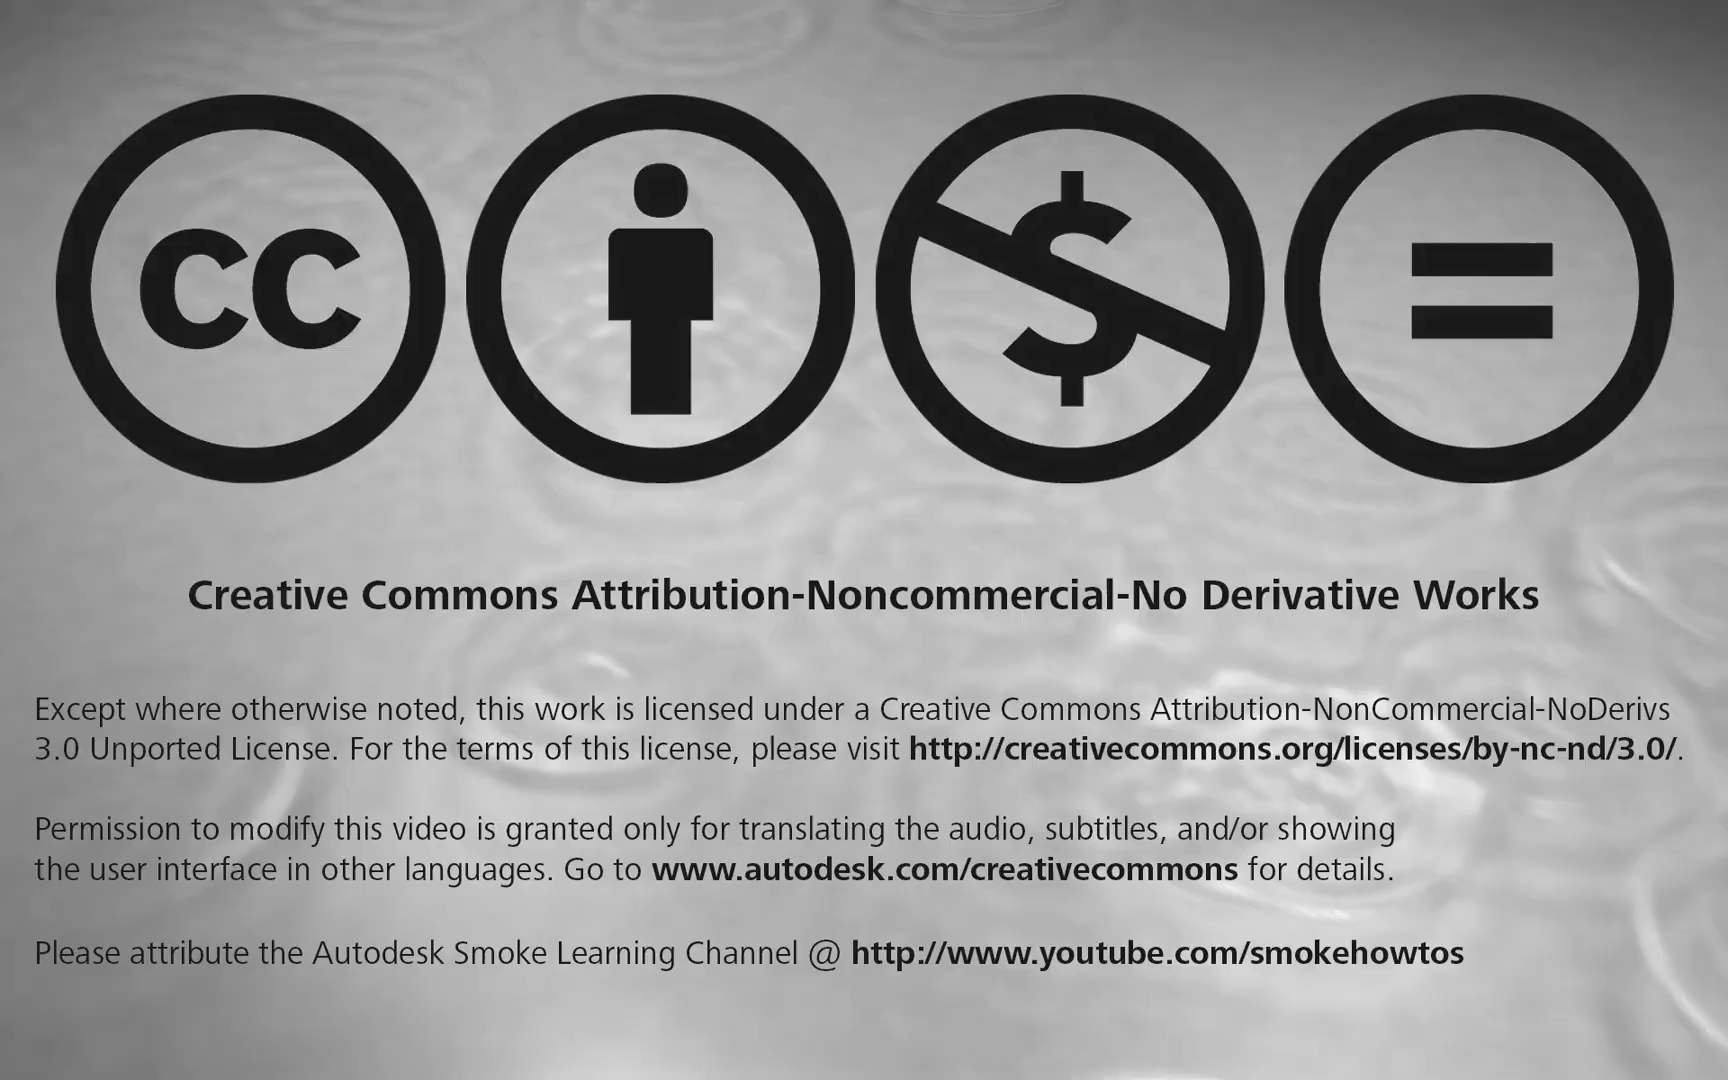 cc
$
=
Creative Commons Attribution-Noncommercial-No Derivative Works
Except where otherwise noted, this work is licensed under a Creative Commons Attribution-NonCommercial-NoDerivs
3.0 Unported License. For the terms of this license, please visit http://creativecommons.org/licenses/by-nc-nd/3.0/.
Permission to modify this video is granted only for translating the audio, subtitles, and/or showing
the user interface in other languages. Go to www.autodesk.com/creativecommons for details.
Please attribute the Autodesk Smoke Learning Channel @ http://www.youtube.com/smokehowtos